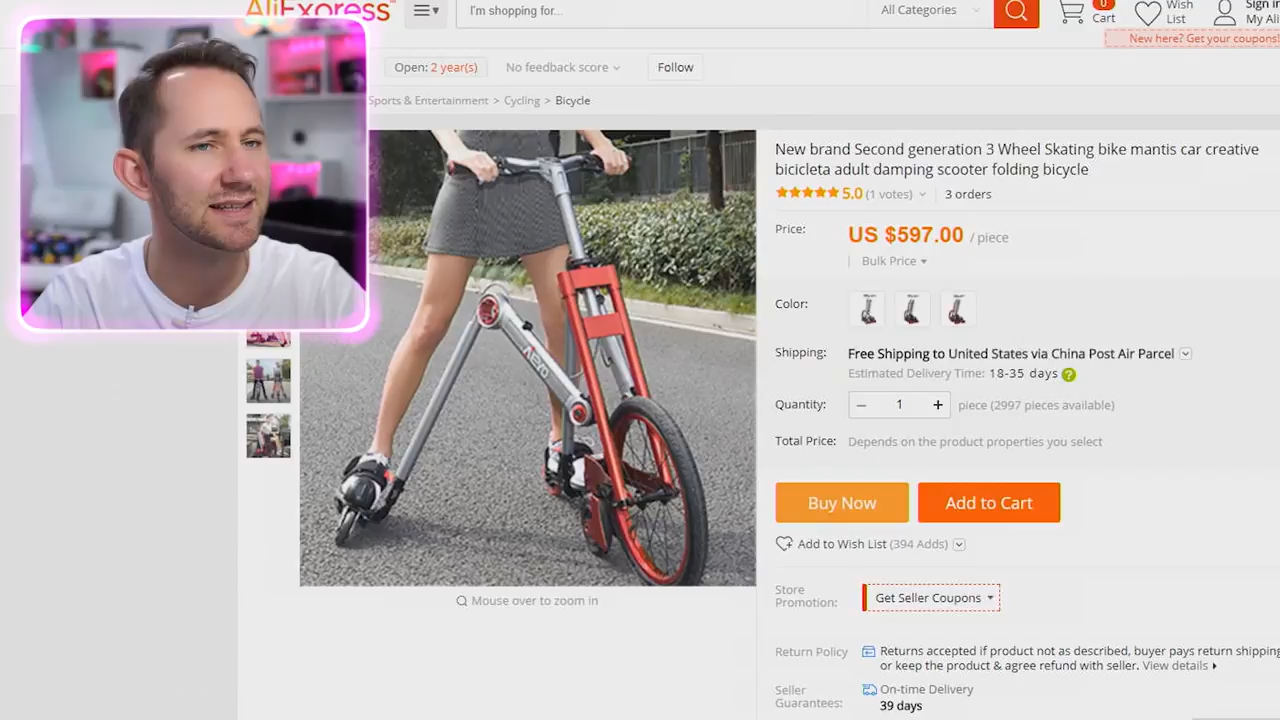 AliExpress
I'm shopping for...
All Categories
0
Cart
Wish
List
Sign in
My Ali
New here? Get your coupons!
Open: 2 year(s)
No feedback score
Follow
Sports & Entertainment > Cycling > Bicycle
New brand Second generation 3 Wheel Skating bike mantis car creative
bicicleta adult damping scooter folding bicycle
5.0 (1 votes)
3 orders
Price:
US $597.00 / piece
Bulk Price
Color:
Shipping:
Free Shipping to United States via China Post Air Parcel
Estimated Delivery Time: 18-35 days ?
Quantity:
– 1 +
piece (2997 pieces available)
Total Price:
Depends on the product properties you select
Buy Now
Add to Cart
Add to Wish List (394 Adds)
Mouse over to zoom in
Store
Promotion:
Get Seller Coupons
Return Policy
Returns accepted if product not as described, buyer pays return shipping
or keep the product & agree refund with seller. View details
Seller
Guarantees:
On-time Delivery
39 days